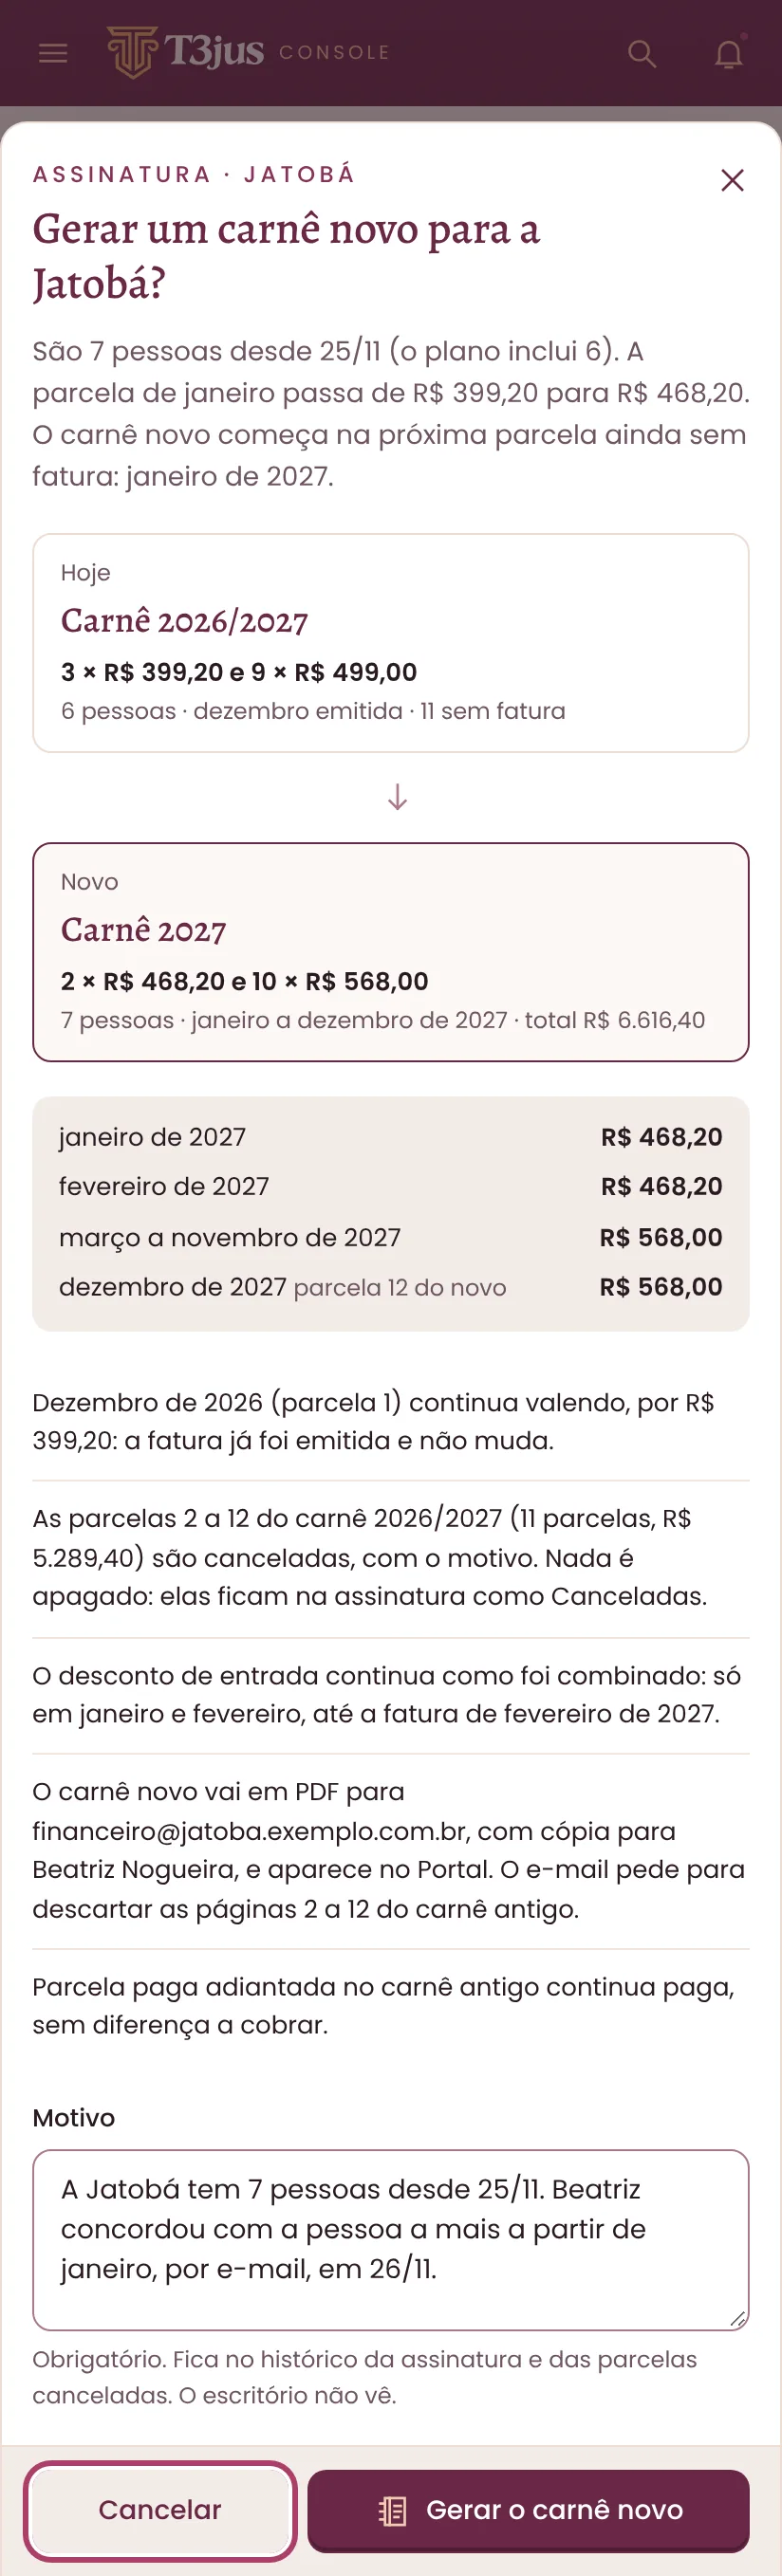 T3jus CONSOLE
ASSINATURA · JATOBÁ
Gerar um carnê novo para a
Jatobá?
São 7 pessoas desde 25/11 (o plano inclui 6). A
parcela de janeiro passa de R$ 399,20 para R$ 468,20.
O carnê novo começa na próxima parcela ainda sem
fatura: janeiro de 2027.
Hoje
Carnê 2026/2027
3 × R$ 399,20 e 9 × R$ 499,00
6 pessoas · dezembro emitida · 11 sem fatura
Novo
Carnê 2027
2 × R$ 468,20 e 10 × R$ 568,00
7 pessoas · janeiro a dezembro de 2027 · total R$ 6.616,40
janeiro de 2027 R$ 468,20
fevereiro de 2027 R$ 468,20
março a novembro de 2027 R$ 568,00
dezembro de 2027 parcela 12 do novo R$ 568,00
Dezembro de 2026 (parcela 1) continua valendo, por R$
399,20: a fatura já foi emitida e não muda.
As parcelas 2 a 12 do carnê 2026/2027 (11 parcelas, R$
5.289,40) são canceladas, com o motivo. Nada é
apagado: elas ficam na assinatura como Canceladas.
O desconto de entrada continua como foi combinado: só
em janeiro e fevereiro, até a fatura de fevereiro de 2027.
O carnê novo vai em PDF para
financeiro@jatoba.exemplo.com.br, com cópia para
Beatriz Nogueira, e aparece no Portal. O e-mail pede para
descartar as páginas 2 a 12 do carnê antigo.
Parcela paga adiantada no carnê antigo continua paga,
sem diferença a cobrar.
Motivo
A Jatobá tem 7 pessoas desde 25/11. Beatriz
concordou com a pessoa a mais a partir de
janeiro, por e-mail, em 26/11.
Obrigatório. Fica no histórico da assinatura e das parcelas
canceladas. O escritório não vê.
Cancelar
Gerar o carnê novo